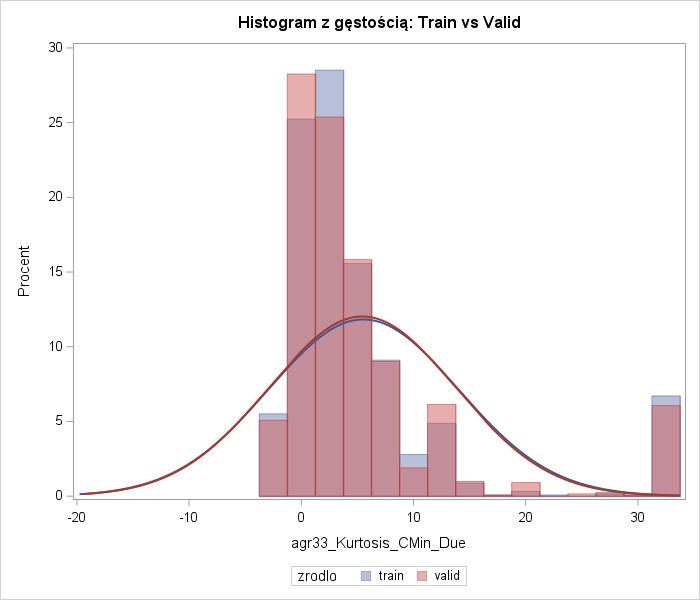 Histogram z gęstością: Train vs Valid
30
25
20
15
10
5
0
Procent
-20 -10 0 10 20 30
agr33_Kurtosis_CMin_Due
zrodlo train valid